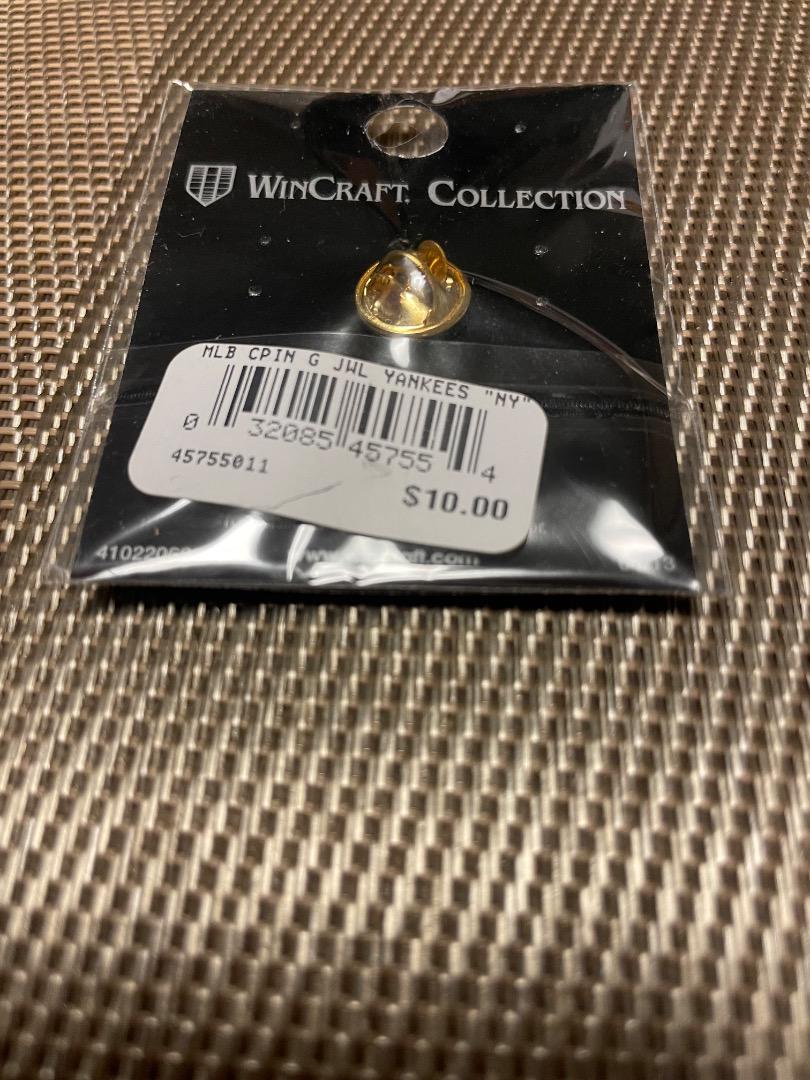 WINCRAFT. COLLECTION
MLB CPIN G JWL YANKEES "NY"
0 32085 45755 4
45755011
$10.00